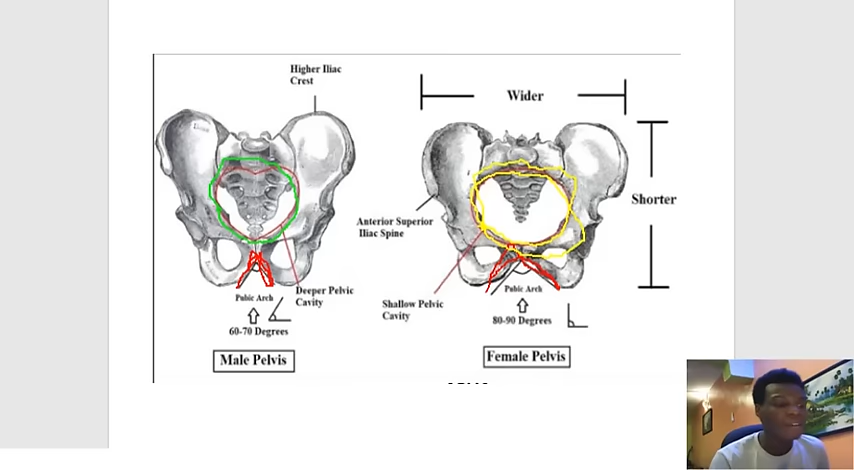 Higher Iliac
Crest
Wider
Shorter
Anterior Superior
Iliac Spine
Deeper Pelvic
Cavity
Shallow Pelvic
Cavity
Pubic Arch
60-70 Degrees
Pubic Arch
80-90 Degrees
Male Pelvis
Female Pelvis